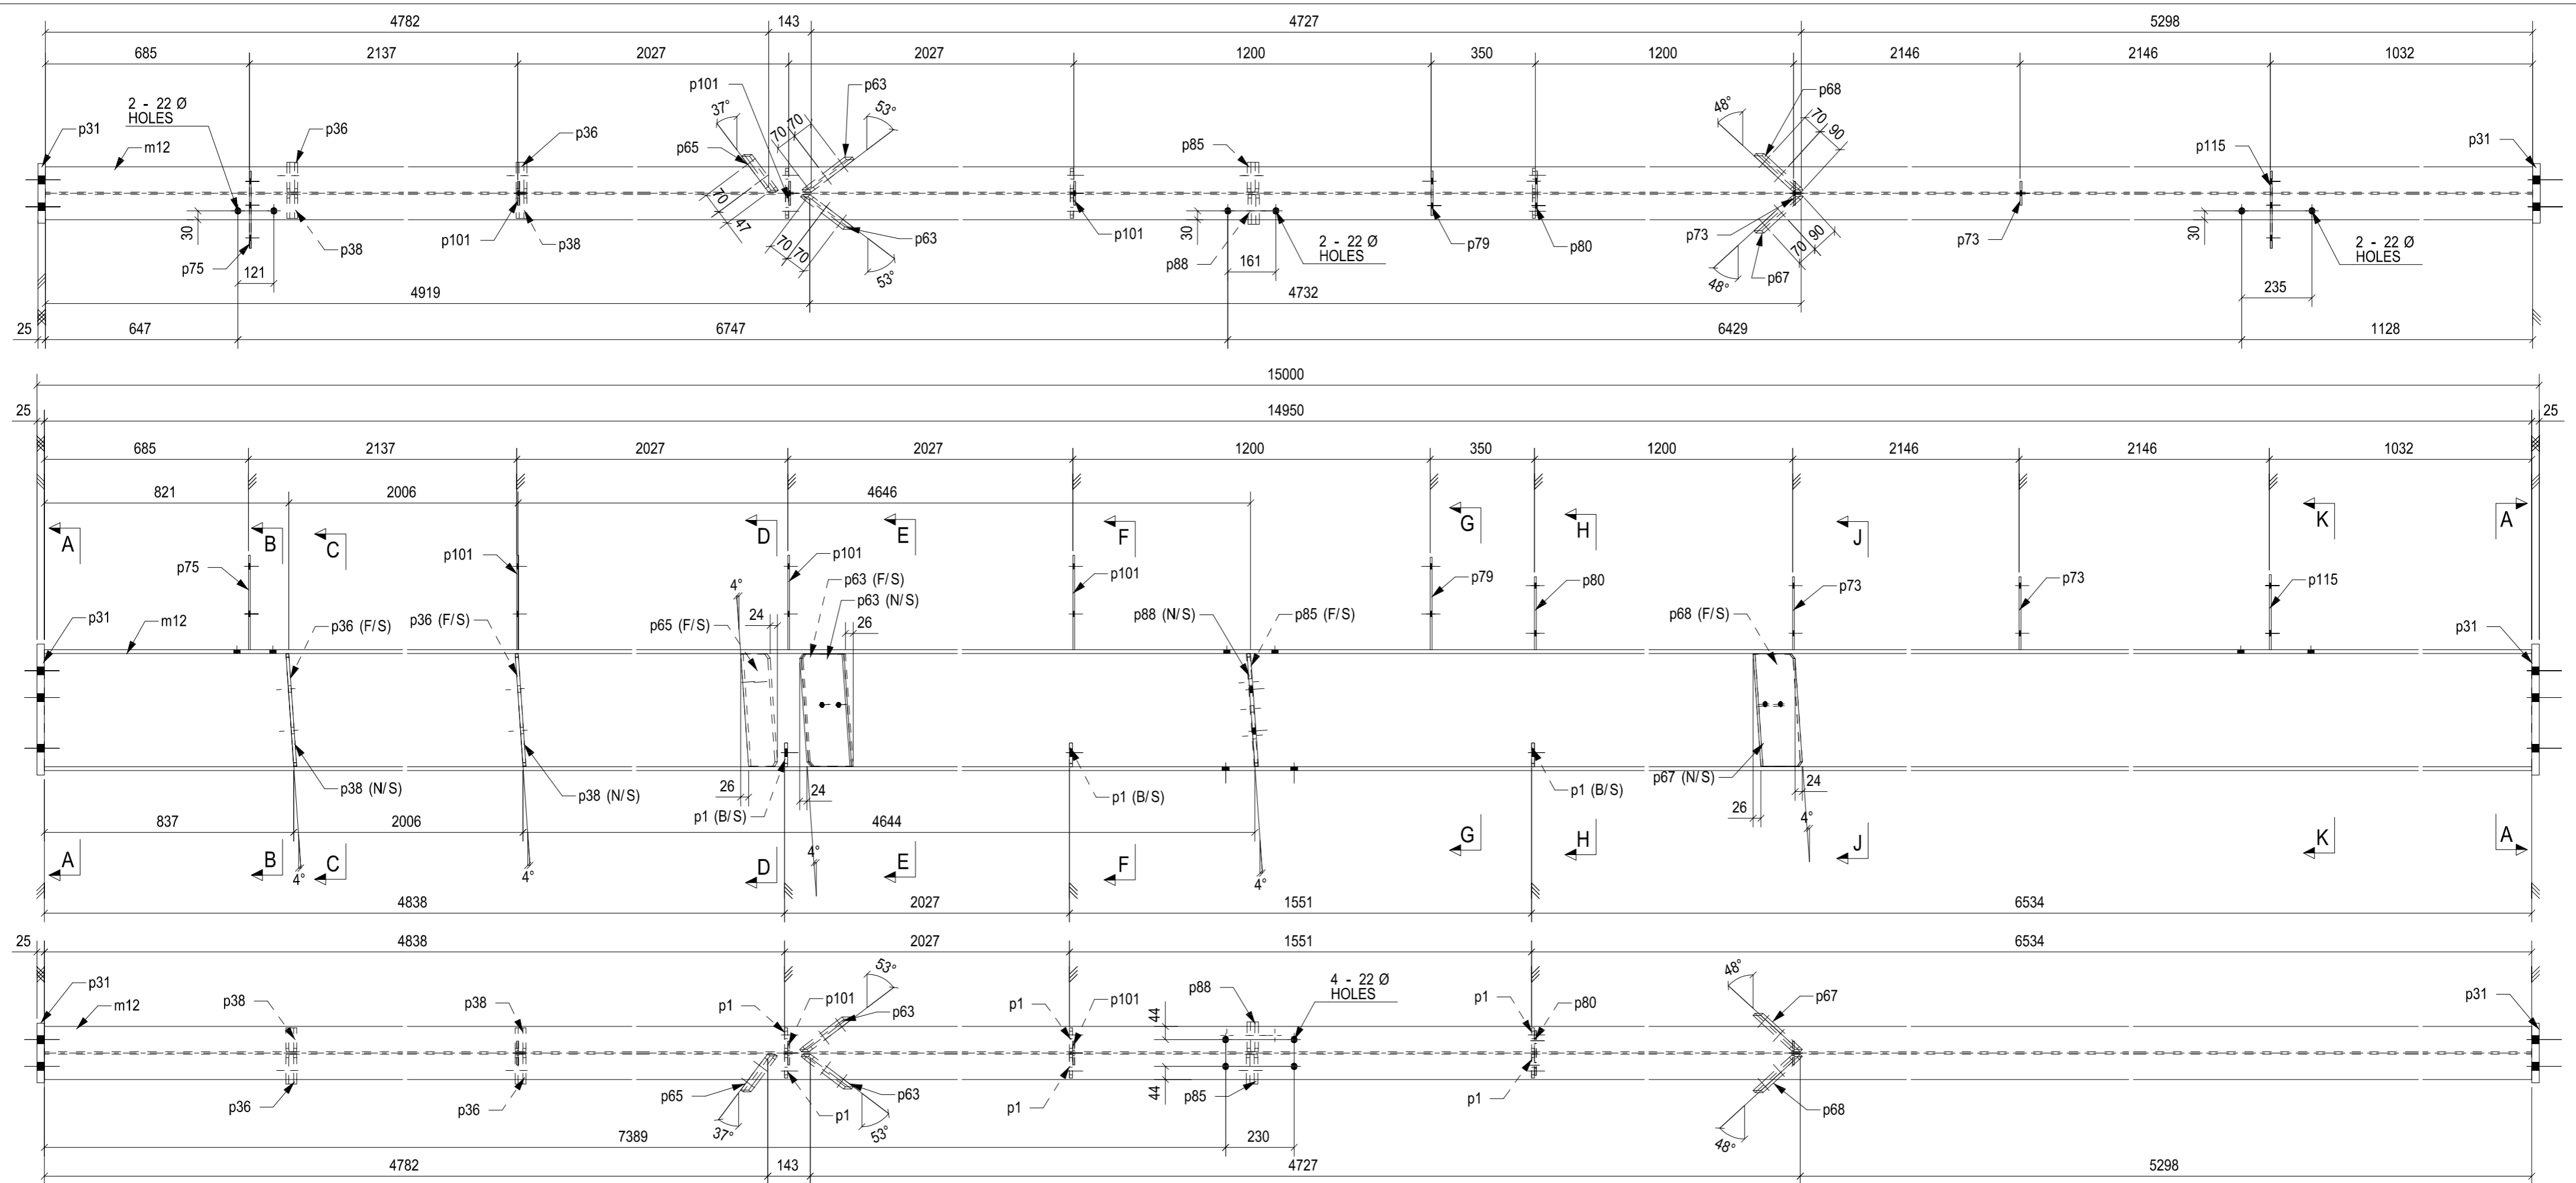 4782 143 4727 5298
685 2137 2027 2027 1200 350 1200 2146 2146 1032
p101 p63 p68
2 - 22 Ø
HOLES
37° 53° 48°
p31 p36 p36 70 70 70 90 p31
m12 p65 p85 p115
70
47
30 30 30
p101 p38 p63 p101 p79 p73 p73
p38 p80
p75 p88 p67
121 70 70 53° 161 70 90 48° 235
2 - 22 Ø
HOLES
2 - 22 Ø
HOLES
4919 4732
25 647 6747 6429 1128
15000
25 14950 25
685 2137 2027 2027 1200 350 1200 2146 2146 1032
821 2006 4646
A B C D E F G H J K A
p75 p101 p101 p101 p79 p80 p73 p73 p115
4° p63 (F/S)
p63 (N/S)
p31 m12 p36 (F/S) p36 (F/S) p65 (F/S) 24 26 p88 (N/S) p85 (F/S) p68 (F/S) p31
p38 (N/S) p38 (N/S) 26 24 p1 (B/S) p1 (B/S) p67 (N/S) 24
p1 (B/S) 26
837 2006 4644 4°
A B C D E F G H J K A
4° 4° 4° 4°
4838 2027 1551 6534
25 4838 2027 1551 6534
p31 53° 4 - 22 Ø
HOLES
48°
m12 p38 p38 p1 p101 p63 p1 p101 p88 p1 p80 p67 p31
44
44
p36 p36 p65 p1 p63 p1 p85 p1 p68
37° 53° 48°
7389 230
4782 143 4727 5298